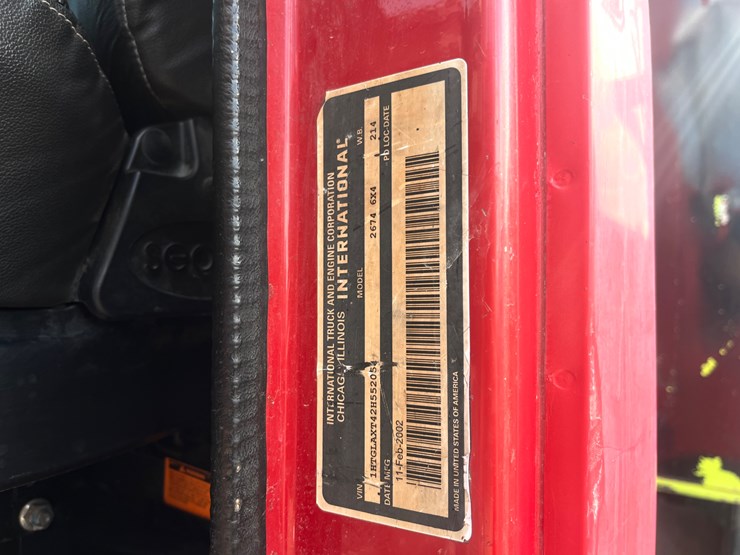 INTERNATIONAL TRUCK AND ENGINE CORPORATION
CHICAGO, ILLINOIS INTERNATIONAL®
VIN MODEL W.B.
1HTGLAXT42H552054 2674 6X4 214
DATE MFG PD LOC-DATE
11-Feb-2002
MADE IN UNITED STATES OF AMERICA
seo